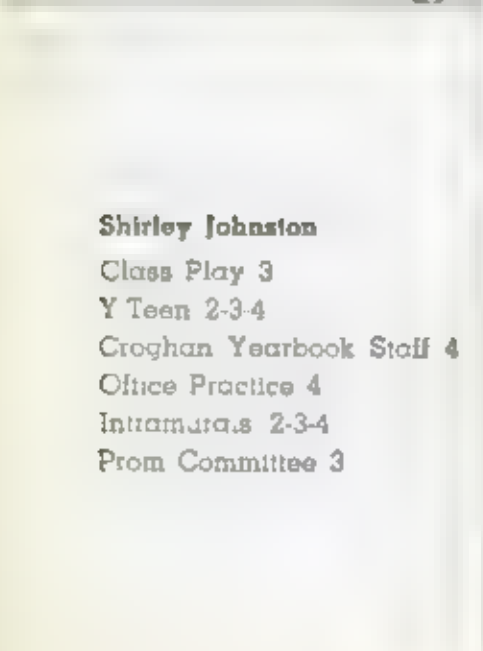 Shirley Johnston
Class Play 3
Y Teen 2-3-4
Croghan Yearbook Staff 4
Office Practice 4
Intramurals 2-3-4
Prom Committee 3